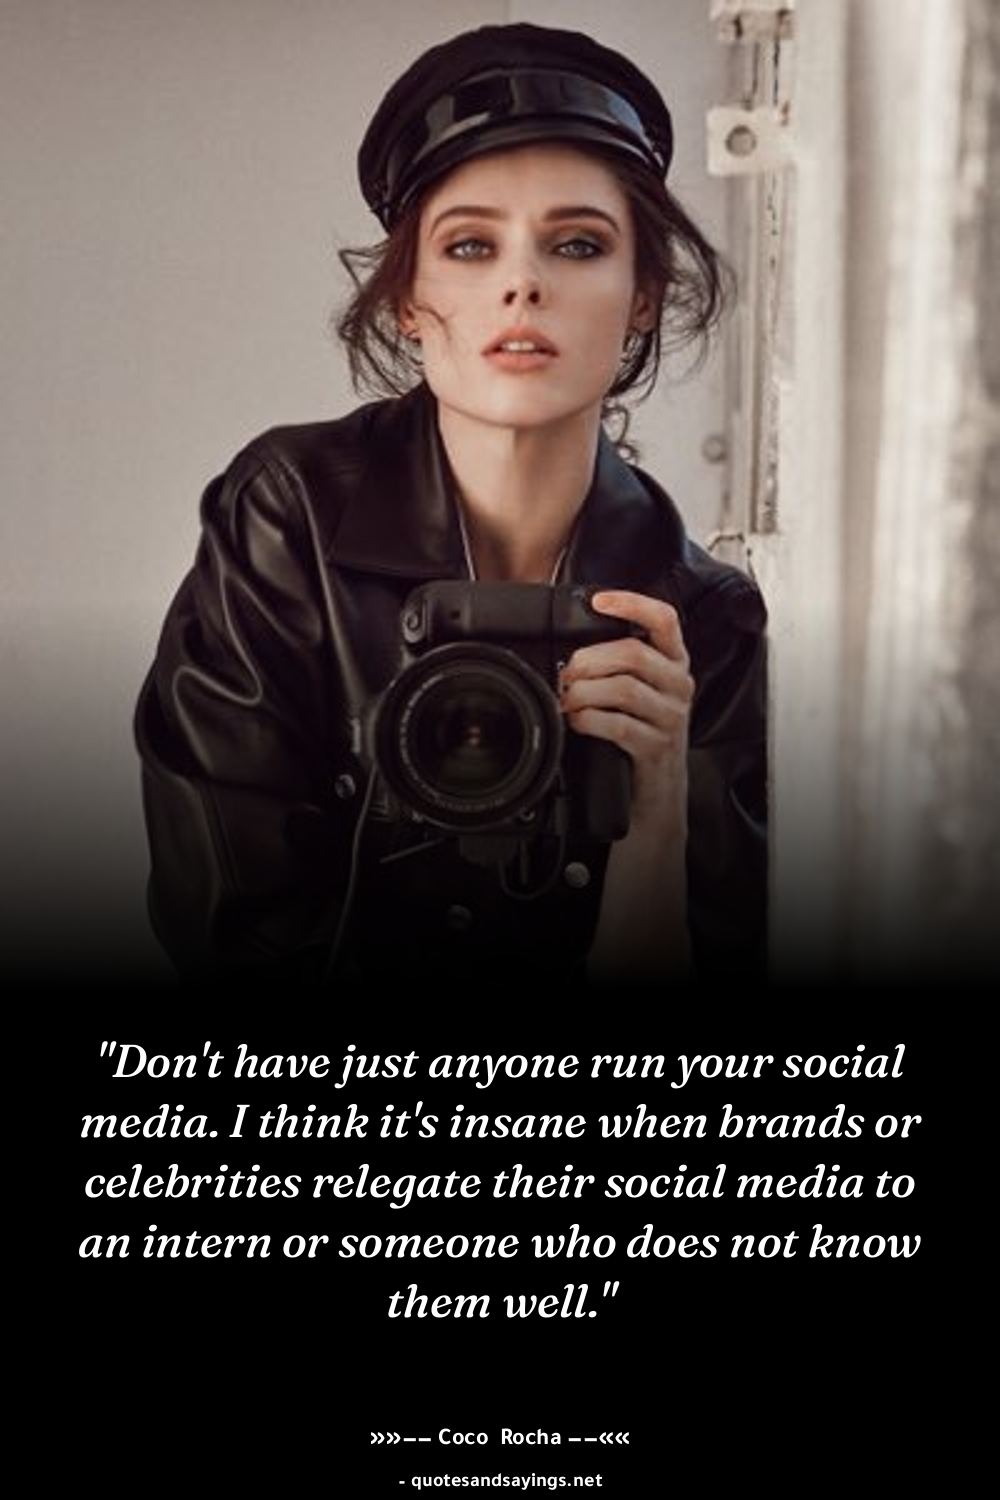 "Don't have just anyone run your social
media. I think it's insane when brands or
celebrities relegate their social media to
an intern or someone who does not know
them well."
»»–– Coco Rocha ––««
- quotesandsayings.net